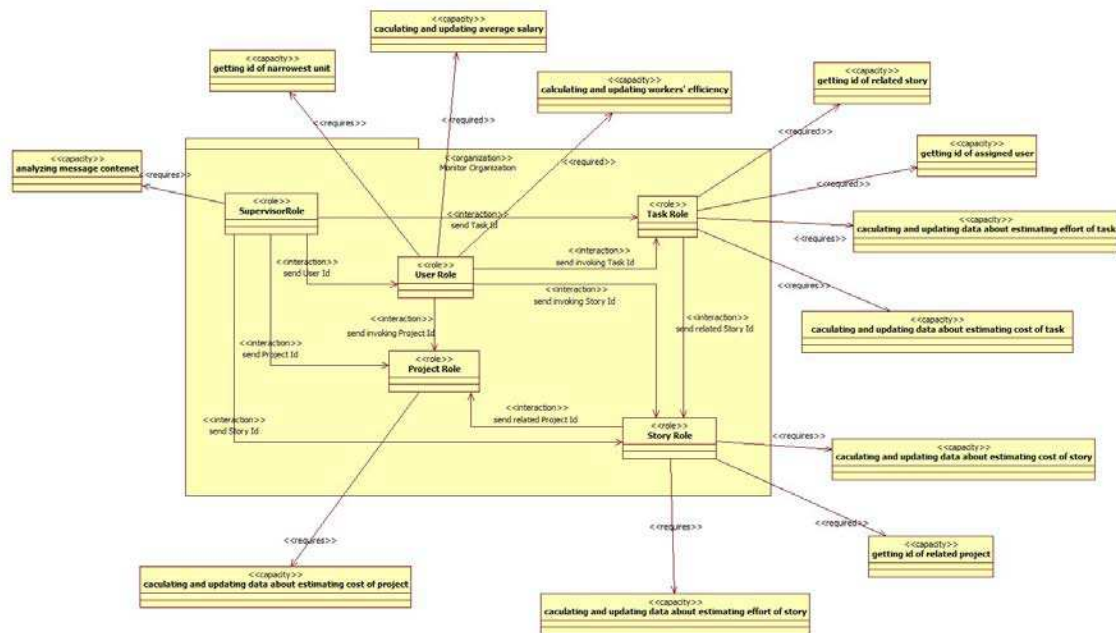 <<capacity>>
caculating and updating average salary
<<capacity>>
getting id of narrowest unit
<<capacity>>
calculating and updating workers' efficiency
<<capacity>>
getting id of related story
<<requires>>
<<requires>>
<<required>>
<<required>>
<<capacity>>
getting id of assigned user
<<capacity>>
analyzing message contenet
<<requires>>
<<organization>>
Monitor Organization
<<required>>
<<role>>
SupervisorRole
<<interaction>>
send Task Id
<<role>>
Task Role
<<capacity>>
caculating and updating data about estimating effort of task
<<requires>>
<<interaction>>
send User Id
<<role>>
User Role
<<interaction>>
send invoking Task Id
<<interaction>>
send invoking Story Id
<<requires>>
<<capacity>>
caculating and updating data about estimating cost of task
<<interaction>>
send invoking Project Id
<<interaction>>
send related Story Id
<<interaction>>
send Project Id
<<role>>
Project Role
<<interaction>>
send Story Id
<<interaction>>
send related Project Id
<<role>>
Story Role
<<requires>>
<<capacity>>
caculating and updating data about estimating cost of story
<<requires>>
<<requires>>
<<required>>
<<capacity>>
getting id of related project
<<capacity>>
caculating and updating data about estimating cost of project
<<capacity>>
caculating and updating data about estimating effort of story